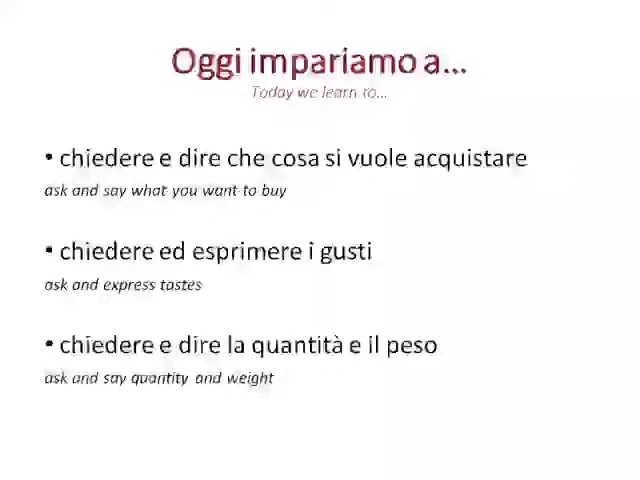 Oggi impariamo a...
Today we learn to...
• chiedere e dire che cosa si vuole acquistare
ask and say what you want to buy
• chiedere ed esprimere i gusti
ask and express tastes
• chiedere e dire la quantità e il peso
ask and say quantity and weight